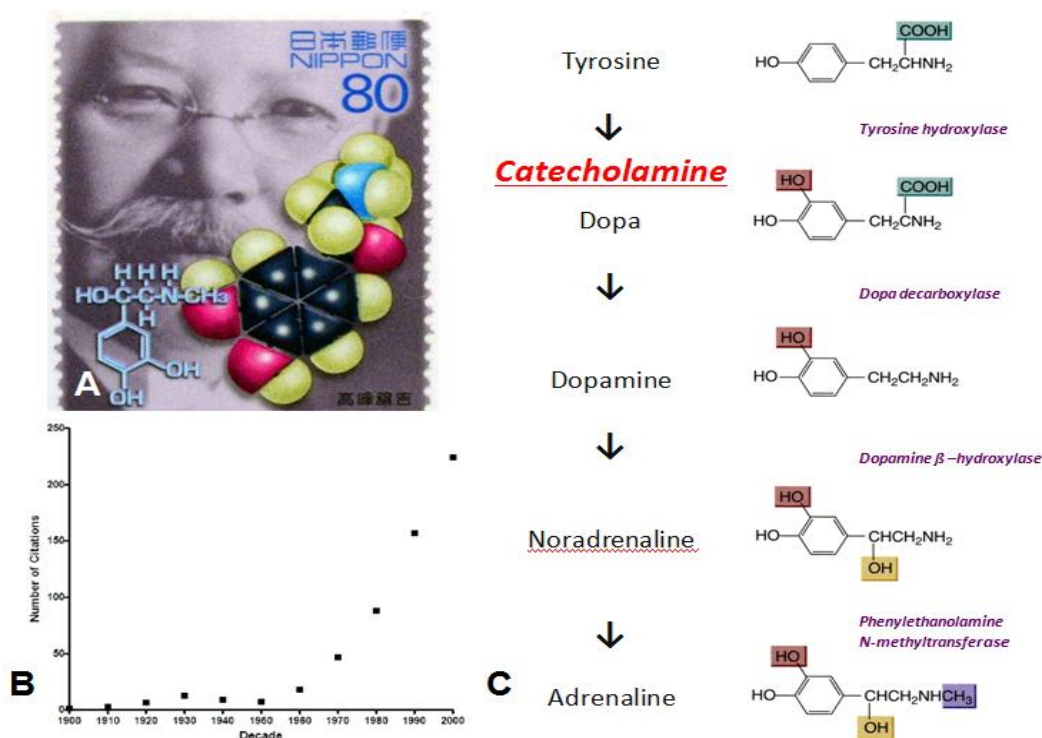 日本郵便
NIPPON
80
H H H
HO-C-C-N-CH₃
H
OH
OH
高峰譲吉
A
250
200
150
100
50
0
Number of Citations
1900 1910 1920 1930 1940 1950 1960 1970 1980 1990 2000
Decade
B
C
Tyrosine
COOH
HO
CH₂CHNH₂
Tyrosine hydroxylase
Catecholamine
Dopa
HO
COOH
HO
CH₂CNH₂
Dopa decarboxylase
Dopamine
HO
HO
CH₂CH₂NH₂
Dopamine β –hydroxylase
Noradrenaline
HO
HO
CHCH₂NH₂
OH
Phenylethanolamine
N-methyltransferase
Adrenaline
HO
HO
CHCH₂NHCH₃
OH